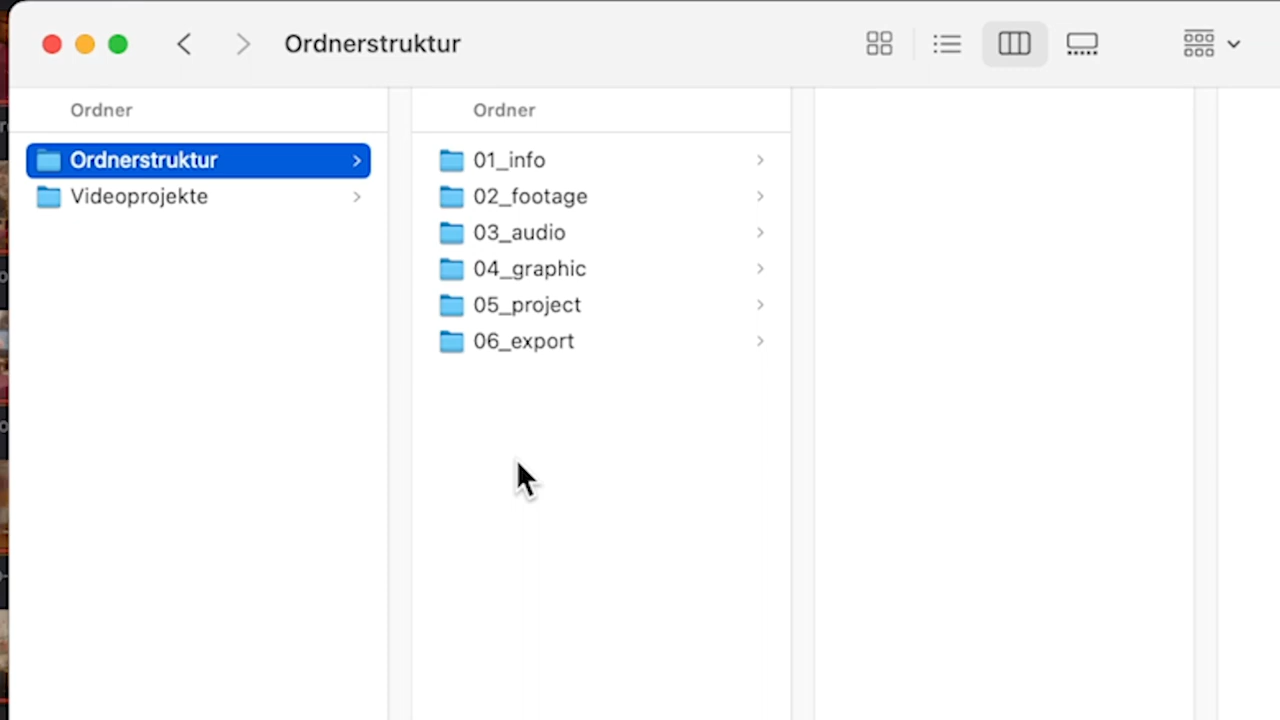 Ordnerstruktur
Ordner
Ordnerstruktur
Videoprojekte
Ordner
01_info
02_footage
03_audio
04_graphic
05_project
06_export